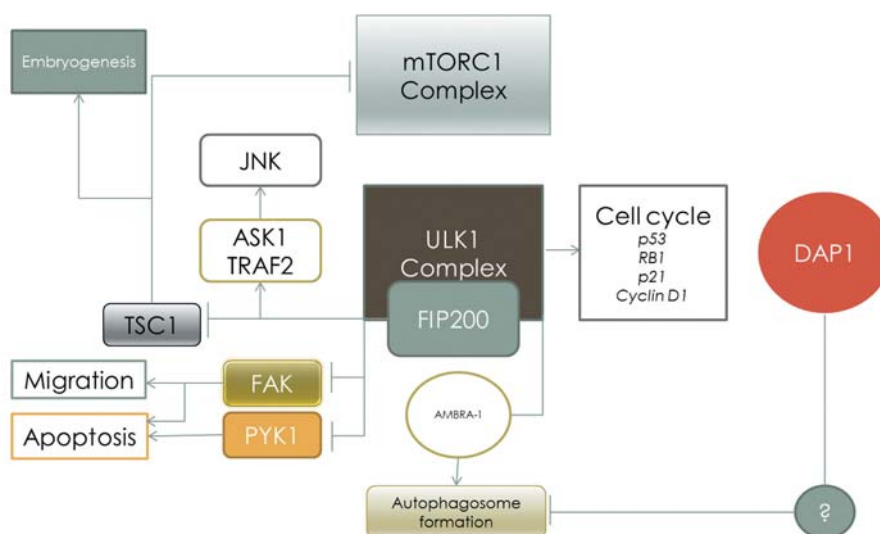 Embryogenesis
mTORC1
Complex
JNK
ASK1
TRAF2
ULK1
Complex
Cell cycle
p53
RB1
p21
Cyclin D1
DAP1
TSC1
FIP200
Migration
FAK
AMBRA-1
Apoptosis
PYK1
Autophagosome
formation
?